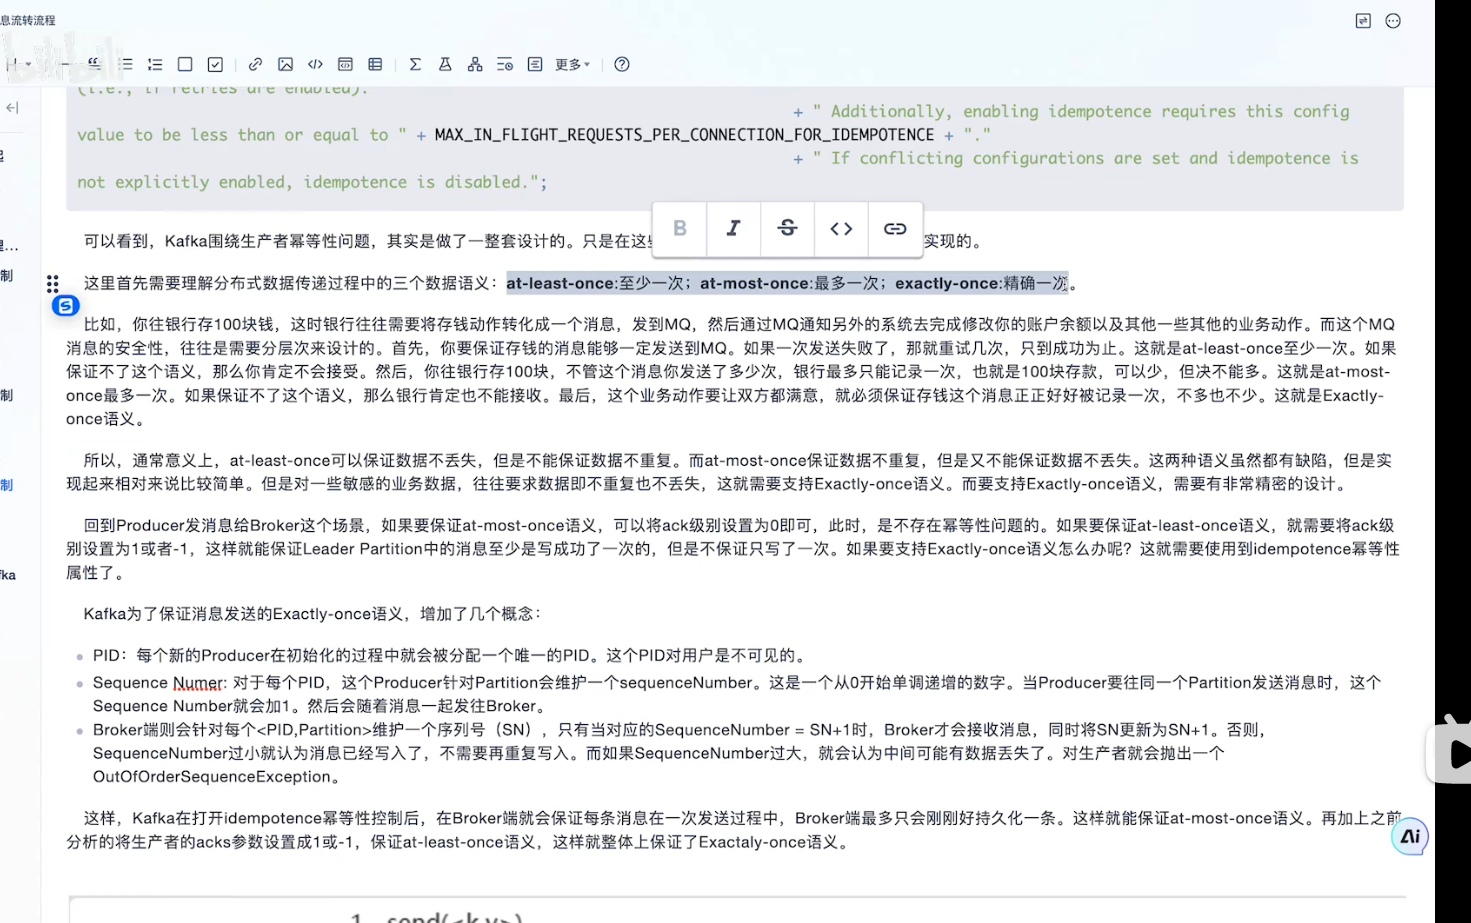 息流转流程
bilibili
更多
(i.e., if retries are enabled).
+ " Additionally, enabling idempotence requires this config
value to be less than or equal to " + MAX_IN_FLIGHT_REQUESTS_PER_CONNECTION_FOR_IDEMPOTENCE + "."
+ " If conflicting configurations are set and idempotence is
not explicitly enabled, idempotence is disabled.";
可以看到，Kafka围绕生产者幂等性问题，其实是做了一整套设计的。只是在这些
实现的。
B I S <>
这里首先需要理解分布式数据传递过程中的三个数据语义：at-least-once:至少一次；at-most-once:最多一次；exactly-once:精确一次。
比如，你往银行存100块钱，这时银行往往需要将存钱动作转化成一个消息，发到MQ，然后通过MQ通知另外的系统去完成修改你的账户余额以及其他一些其他的业务动作。而这个MQ
消息的安全性，往往是需要分层次来设计的。首先，你要保证存钱的消息能够一定发送到MQ。如果一次发送失败了，那就重试几次，只到成功为止。这就是at-least-once至少一次。如果
保证不了这个语义，那么你肯定不会接受。然后，你往银行存100块，不管这个消息你发送了多少次，银行最多只能记录一次，也就是100块存款，可以少，但决不能多。这就是at-most-
once最多一次。如果保证不了这个语义，那么银行肯定也不能接收。最后，这个业务动作要让双方都满意，就必须保证存钱这个消息正正好好被记录一次，不多也不少。这就是Exactly-
once语义。
所以，通常意义上，at-least-once可以保证数据不丢失，但是不能保证数据不重复。而at-most-once保证数据不重复，但是又不能保证数据不丢失。这两种语义虽然都有缺陷，但是实
现起来相对来说比较简单。但是对一些敏感的业务数据，往往要求数据即不重复也不丢失，这就需要支持Exactly-once语义。而要支持Exactly-once语义，需要有非常精密的设计。
回到Producer发消息给Broker这个场景，如果要保证at-most-once语义，可以将ack级别设置为0即可，此时，是不存在幂等性问题的。如果要保证at-least-once语义，就需要将ack级
别设置为1或者-1，这样就能保证Leader Partition中的消息至少是写成功了一次的，但是不保证只写了一次。如果要支持Exactly-once语义怎么办呢？这就需要使用到idempotence幂等性
属性了。
Kafka为了保证消息发送的Exactly-once语义，增加了几个概念：
PID：每个新的Producer在初始化的过程中就会被分配一个唯一的PID。这个PID对用户是不可见的。
Sequence Numer: 对于每个PID，这个Producer针对Partition会维护一个sequenceNumber。这是一个从0开始单调递增的数字。当Producer要往同一个Partition发送消息时，这个
Sequence Number就会加1。然后会随着消息一起发往Broker。
Broker端则会针对每个<PID,Partition>维护一个序列号（SN），只有当对应的SequenceNumber = SN+1时，Broker才会接收消息，同时将SN更新为SN+1。否则，
SequenceNumber过小就认为消息已经写入了，不需要再重复写入。而如果SequenceNumber过大，就会认为中间可能有数据丢失了。对生产者就会抛出一个
OutOfOrderSequenceException。
这样，Kafka在打开idempotence幂等性控制后，在Broker端就会保证每条消息在一次发送过程中，Broker端最多只会刚刚好持久化一条。这样就能保证at-most-once语义。再加上之前
分析的将生产者的acks参数设置成1或-1，保证at-least-once语义，这样就整体上保证了Exactaly-once语义。
制
制
制
fka
Ai
1. send(<k,v>)